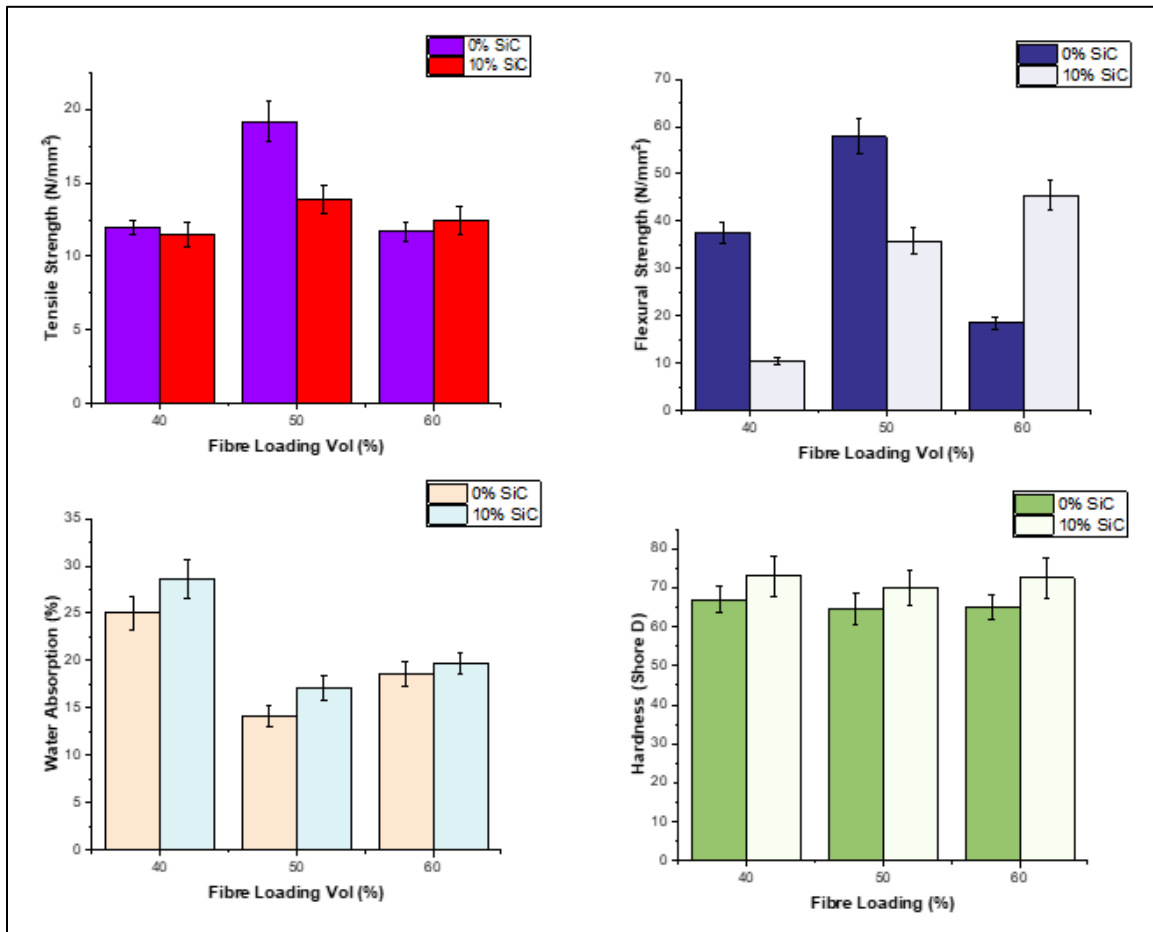 0% SiC
10% SiC
Tensile Strength (N/mm²)
20
15
10
5
0
40
50
60
Fibre Loading Vol (%)
0% SiC
10% SiC
Flexural Strength (N/mm²)
70
60
50
40
30
20
10
0
40
50
60
Fibre Loading Vol (%)
0% SiC
10% SiC
Water Absorption (%)
35
30
25
20
15
10
5
0
40
50
60
Fibre Loading Vol (%)
0% SiC
10% SiC
Hardness (Shore D)
80
70
60
50
40
30
20
10
0
40
50
60
Fibre Loading (%)